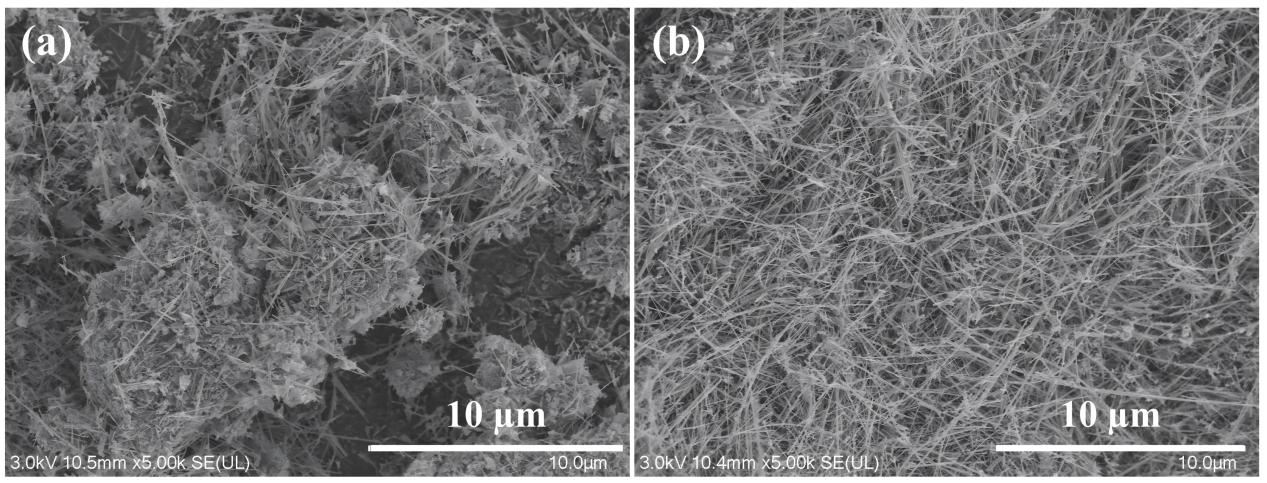 (a)
10 μm
3.0kV 10.5mm x5.00k SE(UL)
10.0μm
(b)
10 μm
3.0kV 10.4mm x5.00k SE(UL)
10.0μm